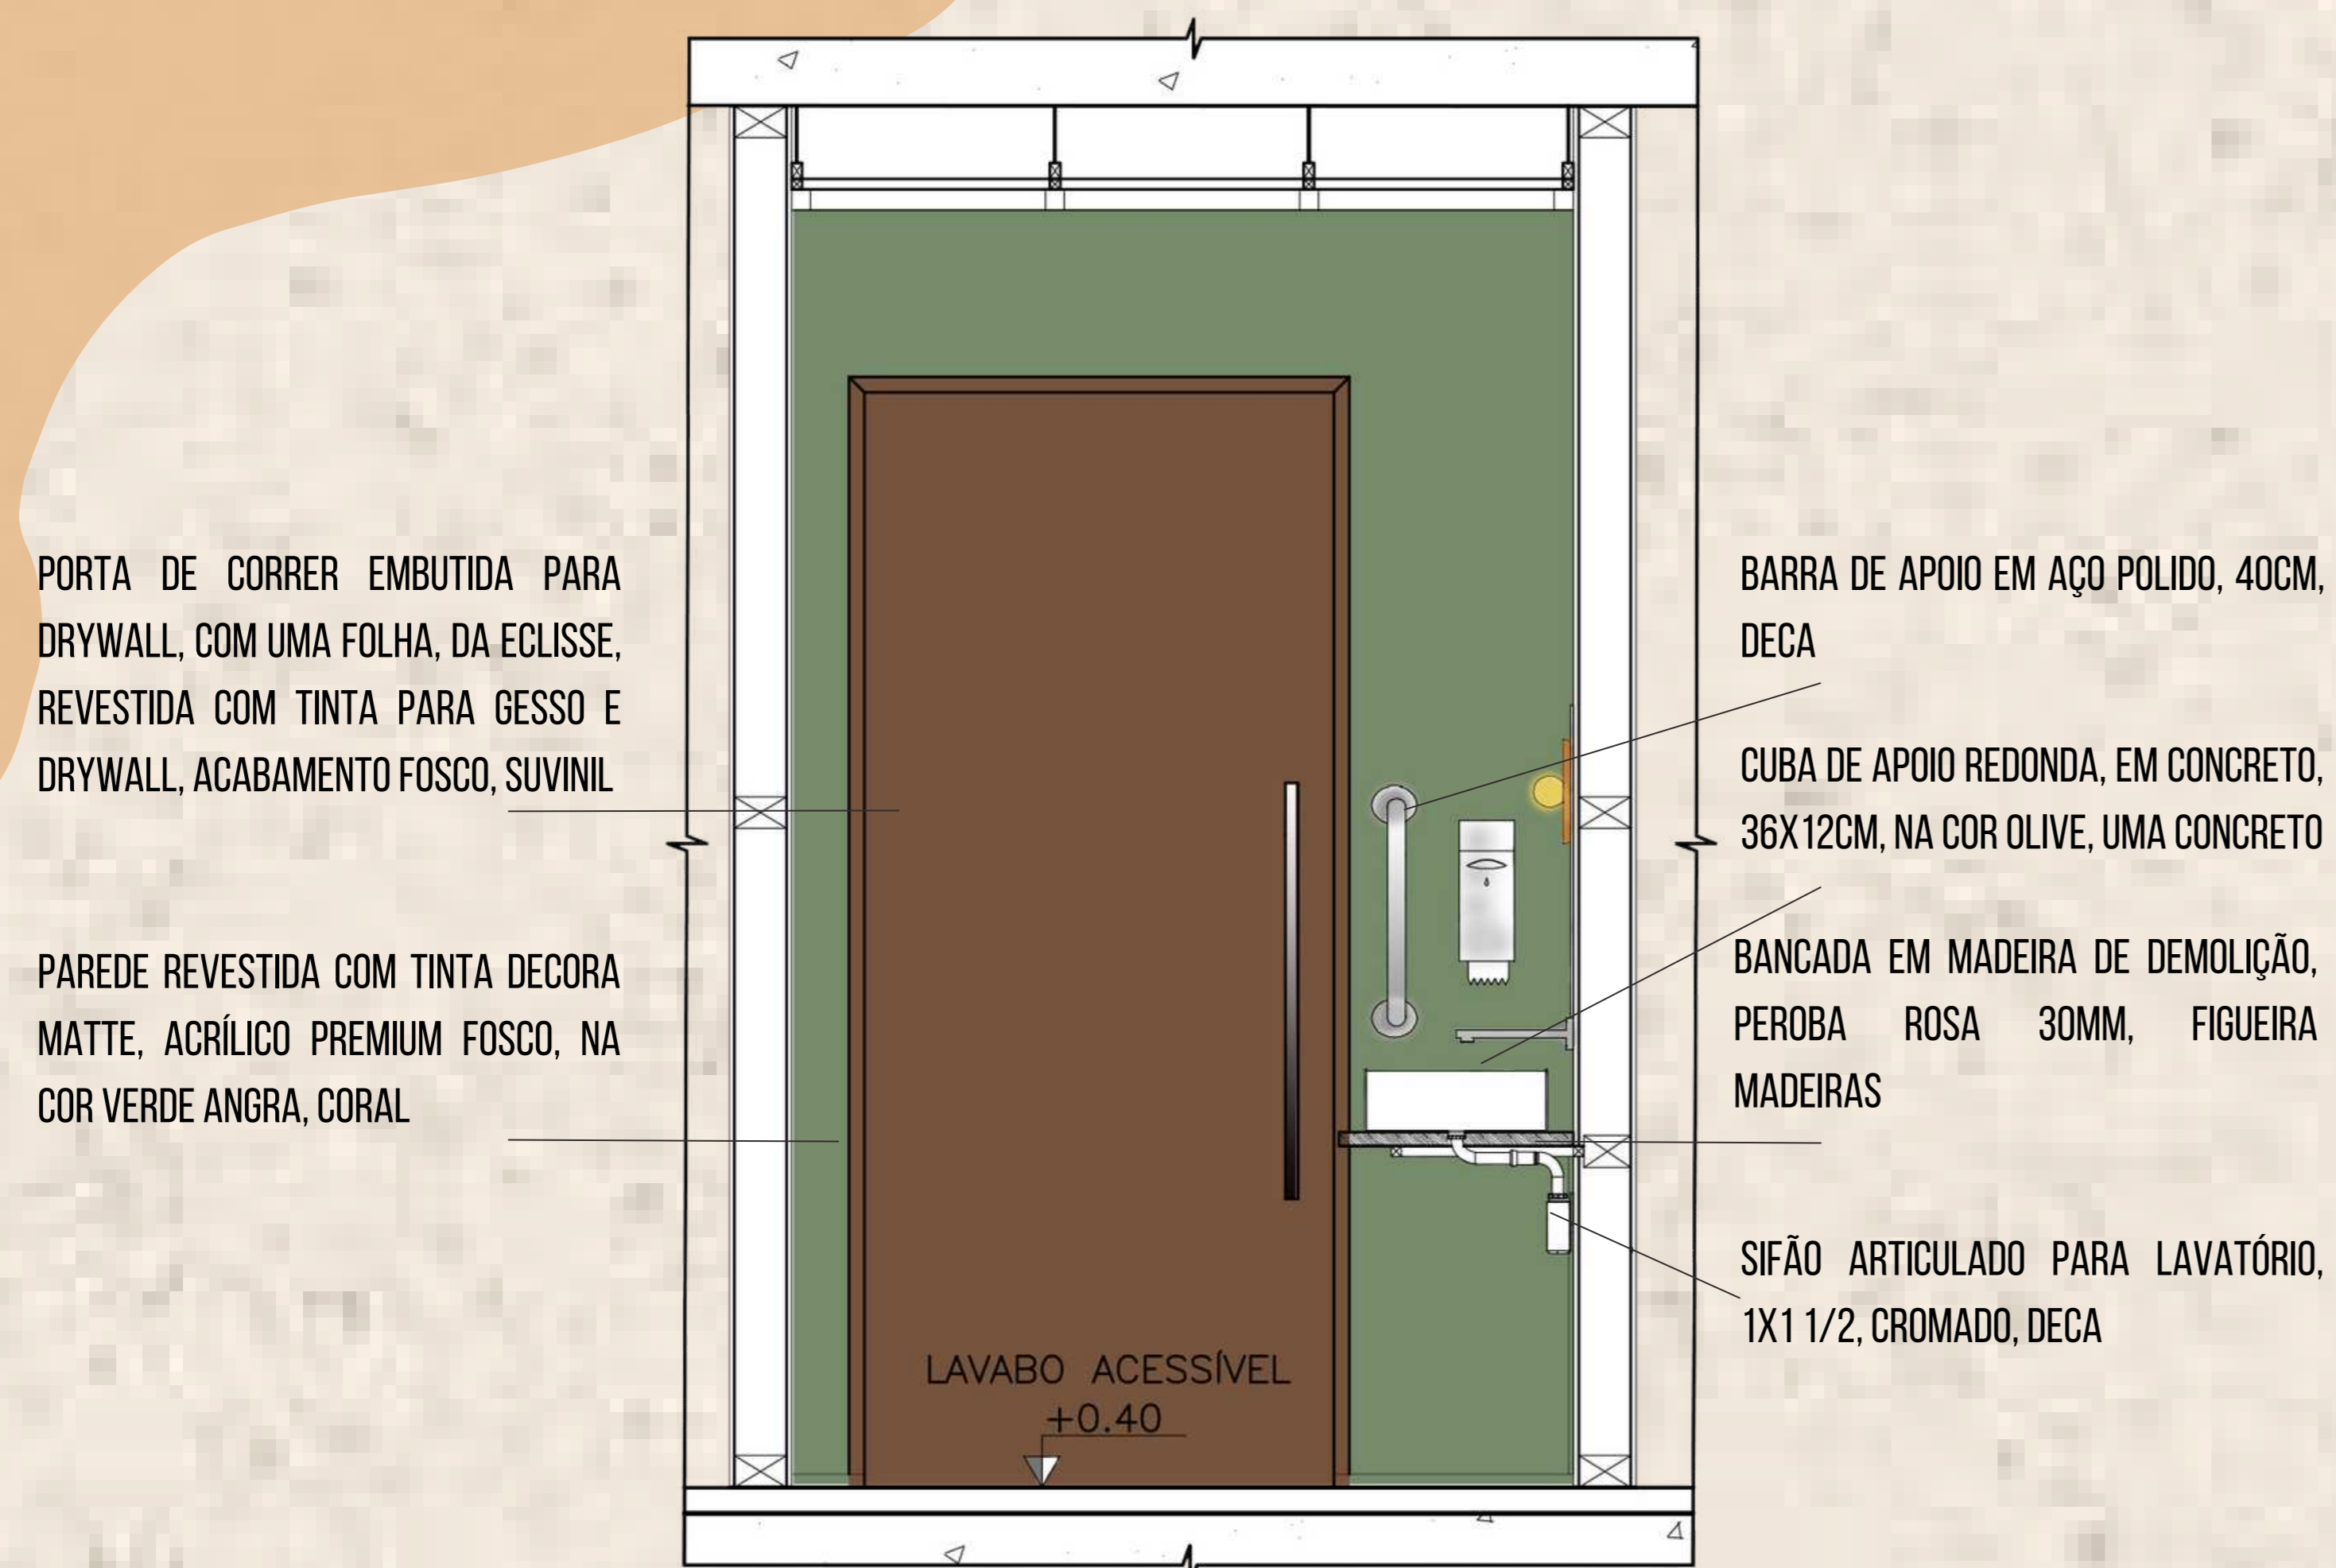 PORTA DE CORRER EMBUTIDA PARA
DRYWALL, COM UMA FOLHA, DA ECLISSE,
REVESTIDA COM TINTA PARA GESSO E
DRYWALL, ACABAMENTO FOSCO, SUVINIL
PAREDE REVESTIDA COM TINTA DECORA
MATTE, ACRÍLICO PREMIUM FOSCO, NA
COR VERDE ANGRA, CORAL
LAVABO ACESSÍVEL
+0.40
BARRA DE APOIO EM AÇO POLIDO, 40CM,
DECA
CUBA DE APOIO REDONDA, EM CONCRETO,
36X12CM, NA COR OLIVE, UMA CONCRETO
BANCADA EM MADEIRA DE DEMOLIÇÃO,
PEROBA ROSA 30MM, FIGUEIRA
MADEIRAS
SIFÃO ARTICULADO PARA LAVATÓRIO,
1X1 1/2, CROMADO, DECA